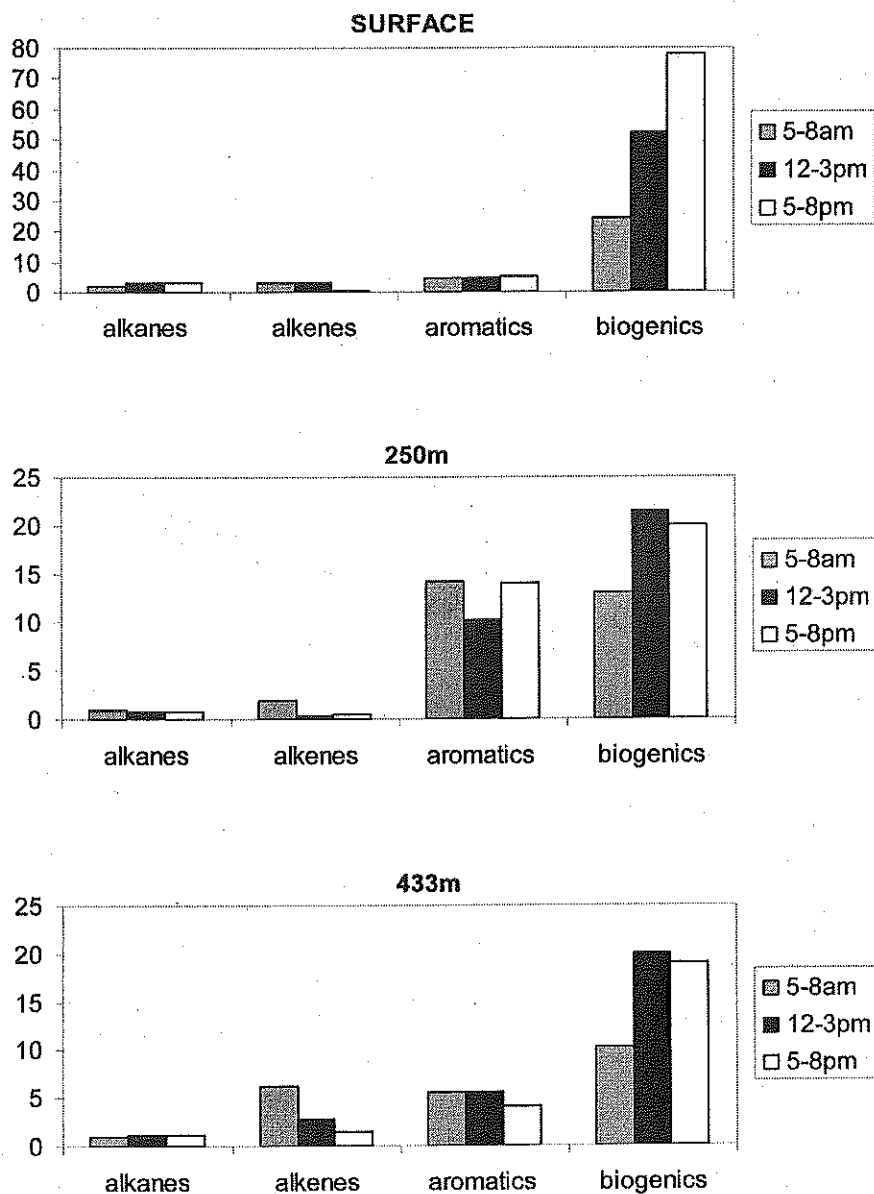 SURFACE
80
70
60
50
40
30
20
10
0
alkanes alkenes aromatics biogenics
5-8am
12-3pm
5-8pm
250m
25
20
15
10
5
0
alkanes alkenes aromatics biogenics
5-8am
12-3pm
5-8pm
433m
25
20
15
10
5
0
alkanes alkenes aromatics biogenics
5-8am
12-3pm
5-8pm